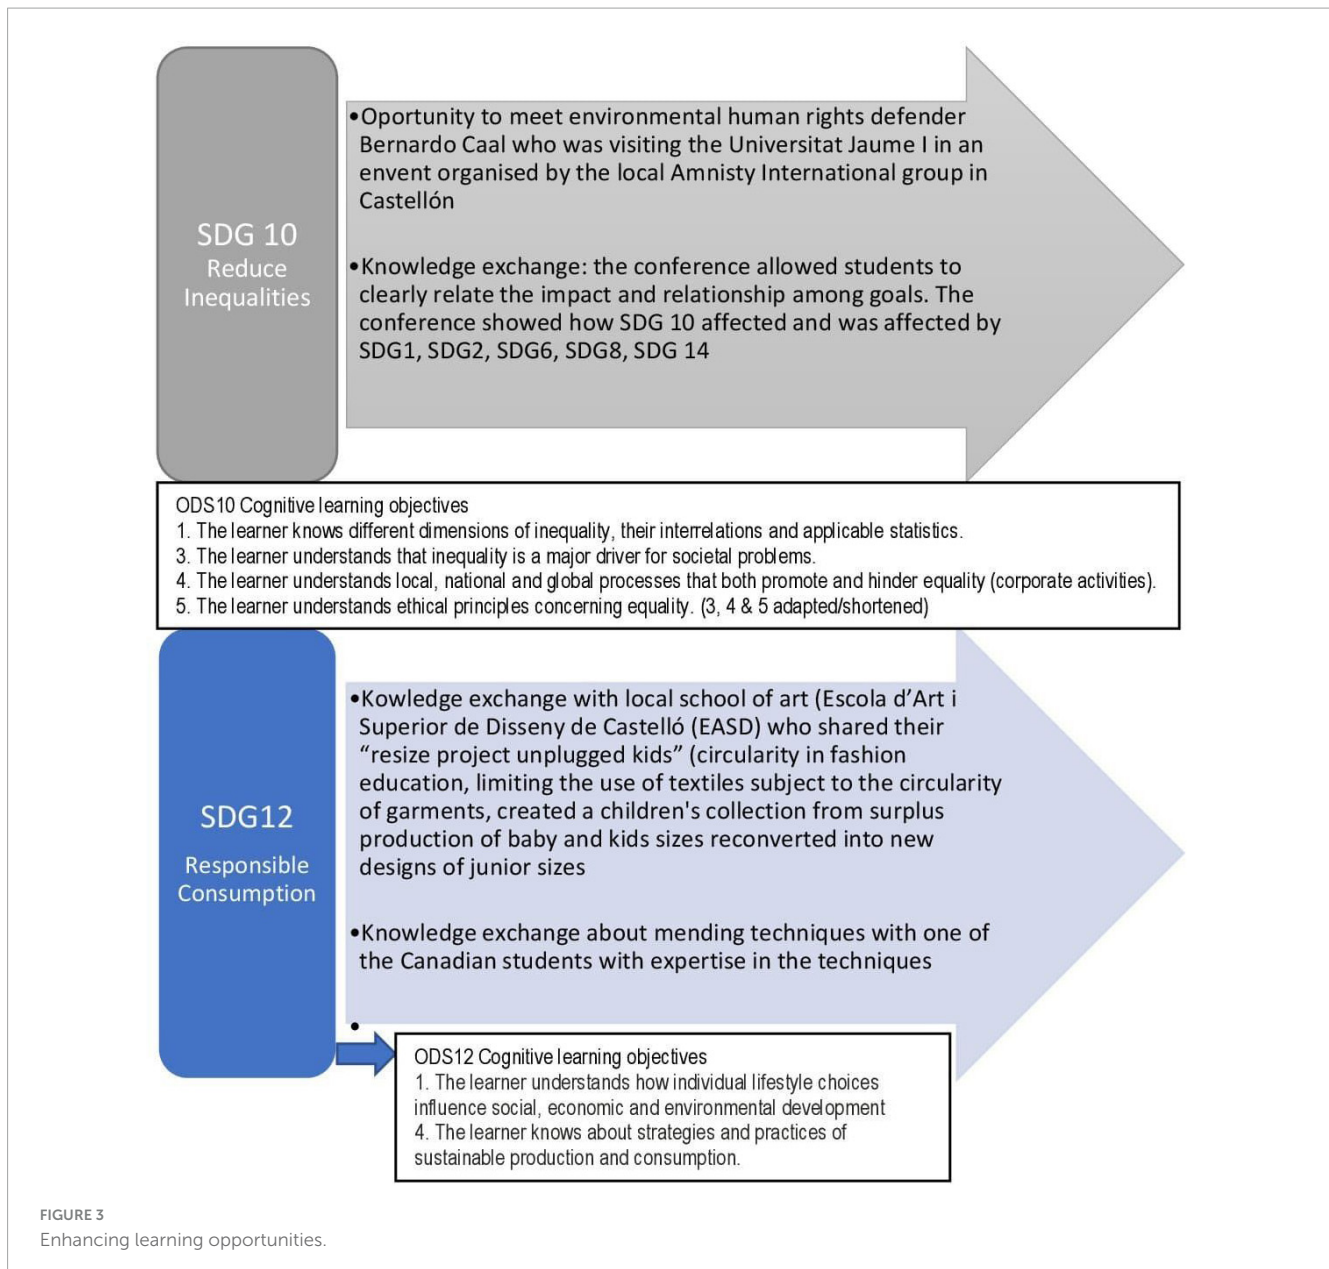 SDG 10
Reduce
Inequalities
•Oportunity to meet environmental human rights defender
Bernardo Caal who was visiting the Universitat Jaume I in an
envent organised by the local Amnisty International group in
Castellón
•Knowledge exchange: the conference allowed students to
clearly relate the impact and relationship among goals. The
conference showed how SDG 10 affected and was affected by
SDG1, SDG2, SDG6, SDG8, SDG 14
ODS10 Cognitive learning objectives
1. The learner knows different dimensions of inequality, their interrelations and applicable statistics.
3. The learner understands that inequality is a major driver for societal problems.
4. The learner understands local, national and global processes that both promote and hinder equality (corporate activities).
5. The learner understands ethical principles concerning equality. (3, 4 & 5 adapted/shortened)
SDG12
Responsible
Consumption
•Kowledge exchange with local school of art (Escola d’Art i
Superior de Disseny de Castelló (EASD) who shared their
“resize project unplugged kids” (circularity in fashion
education, limiting the use of textiles subject to the circularity
of garments, created a children's collection from surplus
production of baby and kids sizes reconverted into new
designs of junior sizes
•Knowledge exchange about mending techniques with one of
the Canadian students with expertise in the techniques
•
ODS12 Cognitive learning objectives
1. The learner understands how individual lifestyle choices
influence social, economic and environmental development
4. The learner knows about strategies and practices of
sustainable production and consumption.
FIGURE 3
Enhancing learning opportunities.